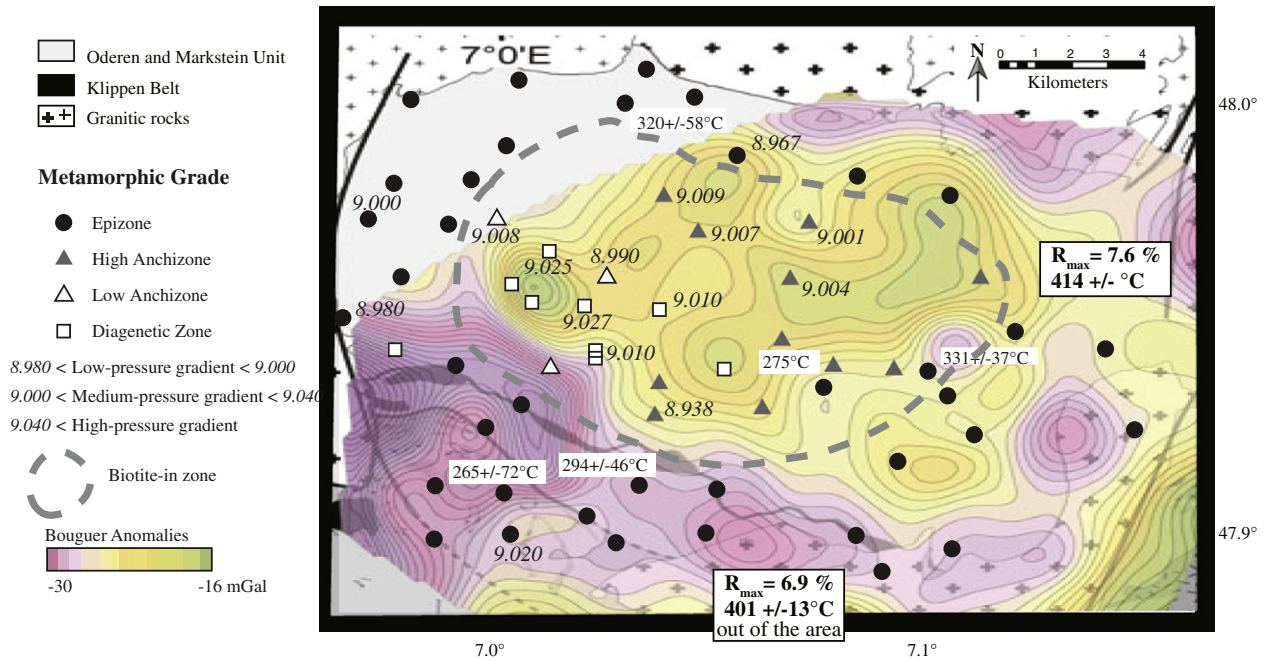 Oderen and Markstein Unit
Klippen Belt
Granitic rocks
Metamorphic Grade
Epizone
High Anchizone
Low Anchizone
Diagenetic Zone
8.980 < Low-pressure gradient < 9.000
9.000 < Medium-pressure gradient < 9.040
9.040 < High-pressure gradient
Biotite-in zone
Bouguer Anomalies
-30
-16 mGal
7°0'E
N
0 1 2 4
Kilometers
48.0°
320+/-58°C
8.967
9.000
9.009
9.008
9.007
9.001
8.990
9.025
R max = 7.6 %
414 +/- °C
9.004
9.010
8.980
9.027
9.010
275°C
331+/-37°C
8.938
265+/-72°C
294+/-46°C
9.020
47.9°
R max = 6.9 %
401 +/-13°C
out of the area
7.0°
7.1°